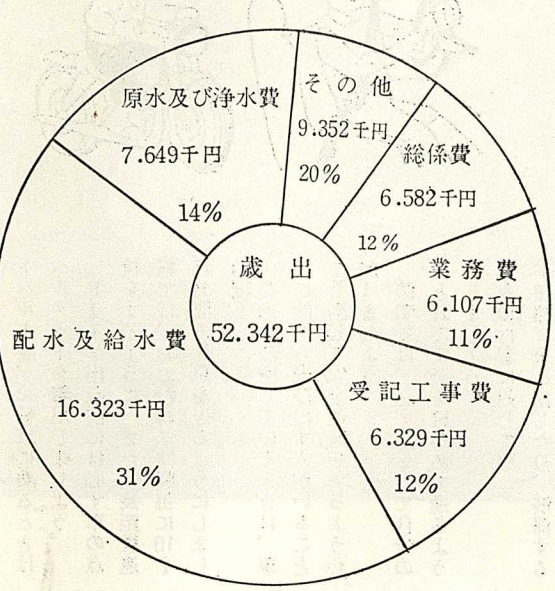 歳出
52.342千円
その他
9.352千円
20%
総係費
6.582千円
12%
業務費
6.107千円
11%
受記工事費
6.329千円
12%
配水及給水費
16.323千円
31%
原水及び浄水費
7.649千円
14%